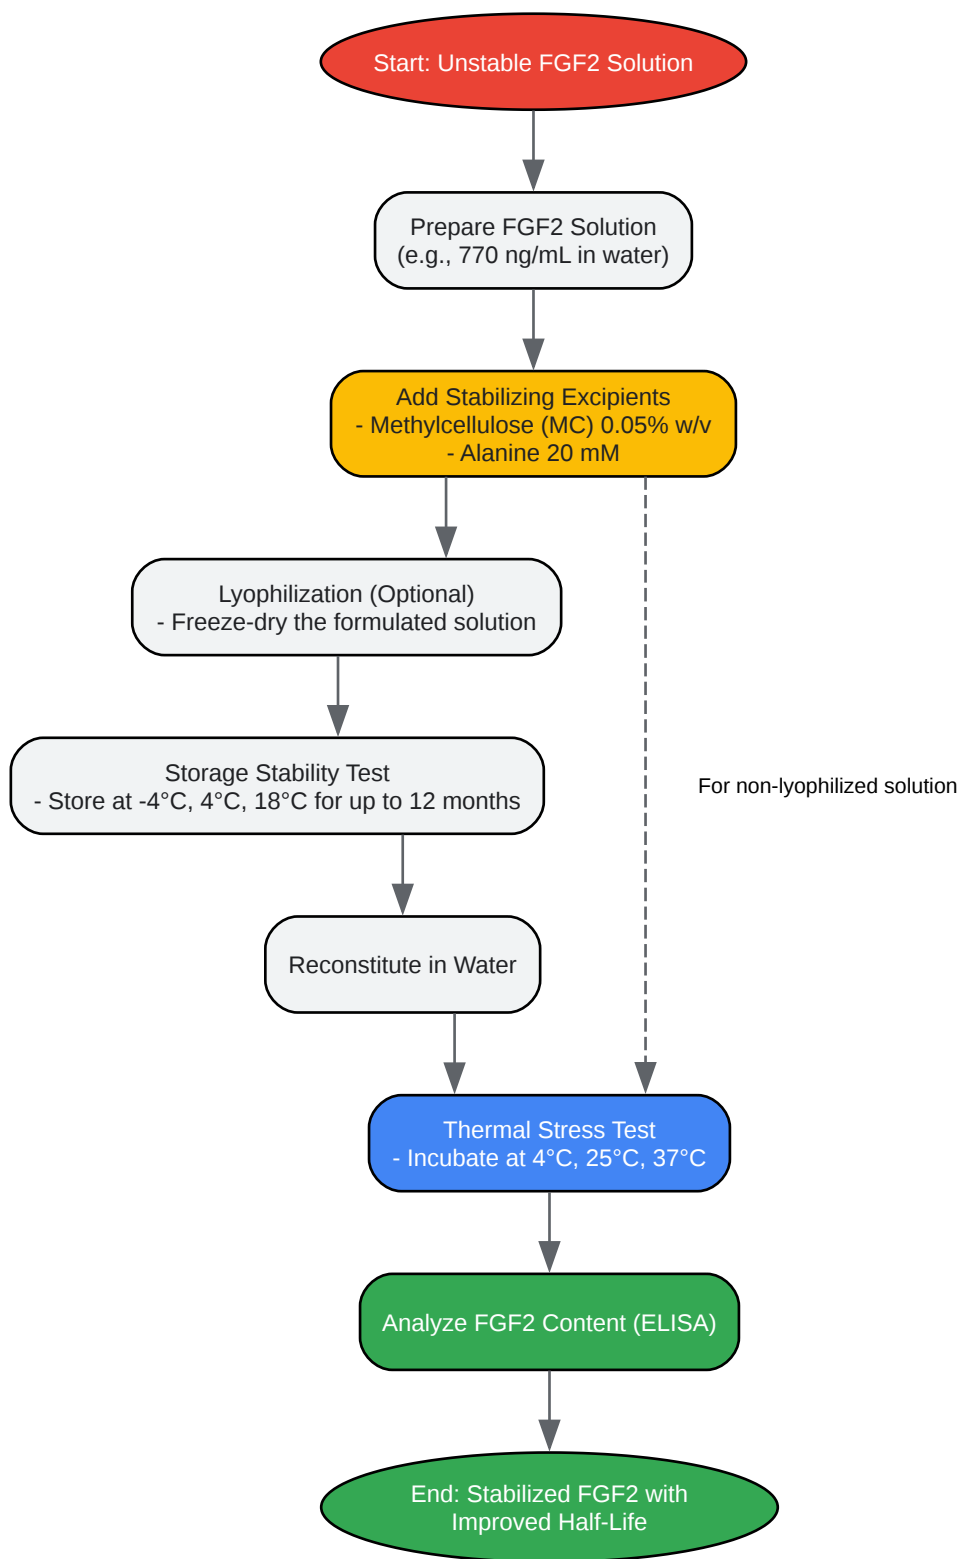 Start: Unstable FGF2 Solution
Prepare FGF2 Solution
(e.g., 770 ng/mL in water)
Add Stabilizing Excipients
- Methylcellulose (MC) 0.05% w/v
- Alanine 20 mM
Lyophilization (Optional)
- Freeze-dry the formulated solution
Storage Stability Test
- Store at -4°C, 4°C, 18°C for up to 12 months
For non-lyophilized solution
Reconstitute in Water
Thermal Stress Test
- Incubate at 4°C, 25°C, 37°C
Analyze FGF2 Content (ELISA)
End: Stabilized FGF2 with
Improved Half-Life